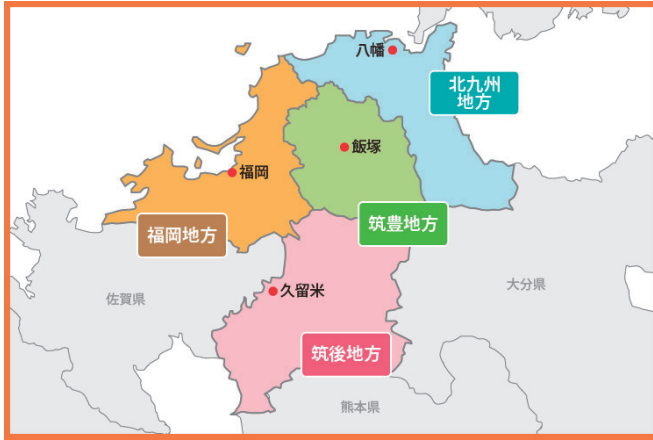 八幡
北九州
地方
飯塚
福岡
筑豊地方
福岡地方
久留米
大分県
佐賀県
筑後地方
熊本県